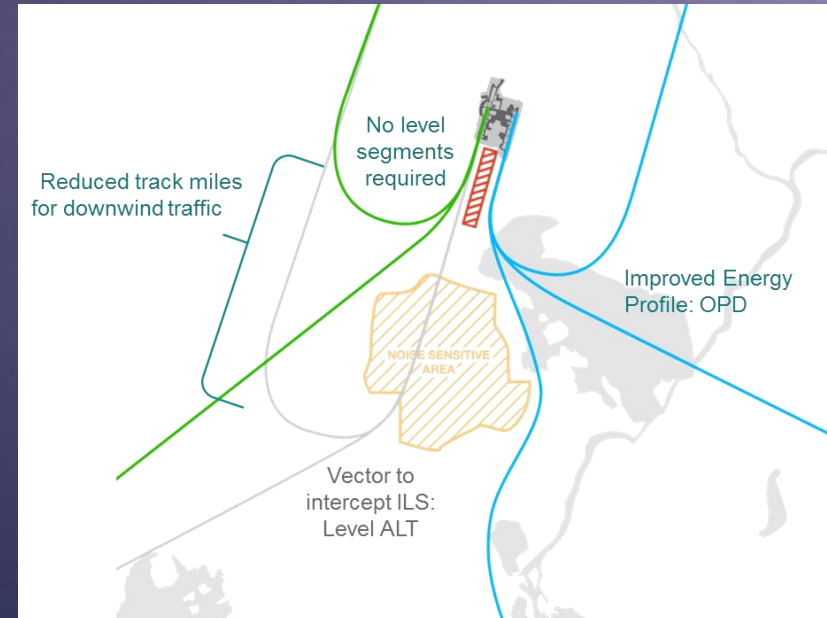 No level
segments
required
Reduced track miles
for downwind traffic
Improved Energy
Profile: OPD
NOISE SENSITIVE
AREA
Vector to
intercept ILS:
Level ALT